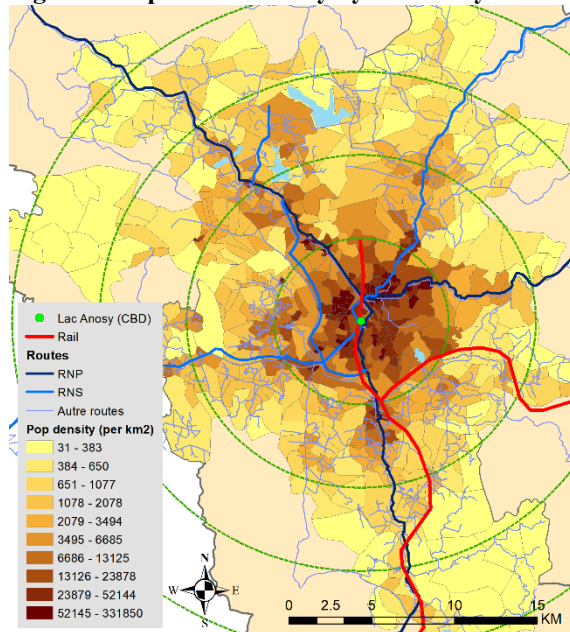 Lac Anosy (CBD)
Rail
Routes
RNP
RNS
Autre routes
Pop density (per km2)
31 - 383
384 - 650
651 - 1077
1078 - 2078
2079 - 3494
3495 - 6685
6686 - 13125
13126 - 23878
23879 - 52144
52145 - 331850
N
W E
S
0 2.5 5 10 15
KM